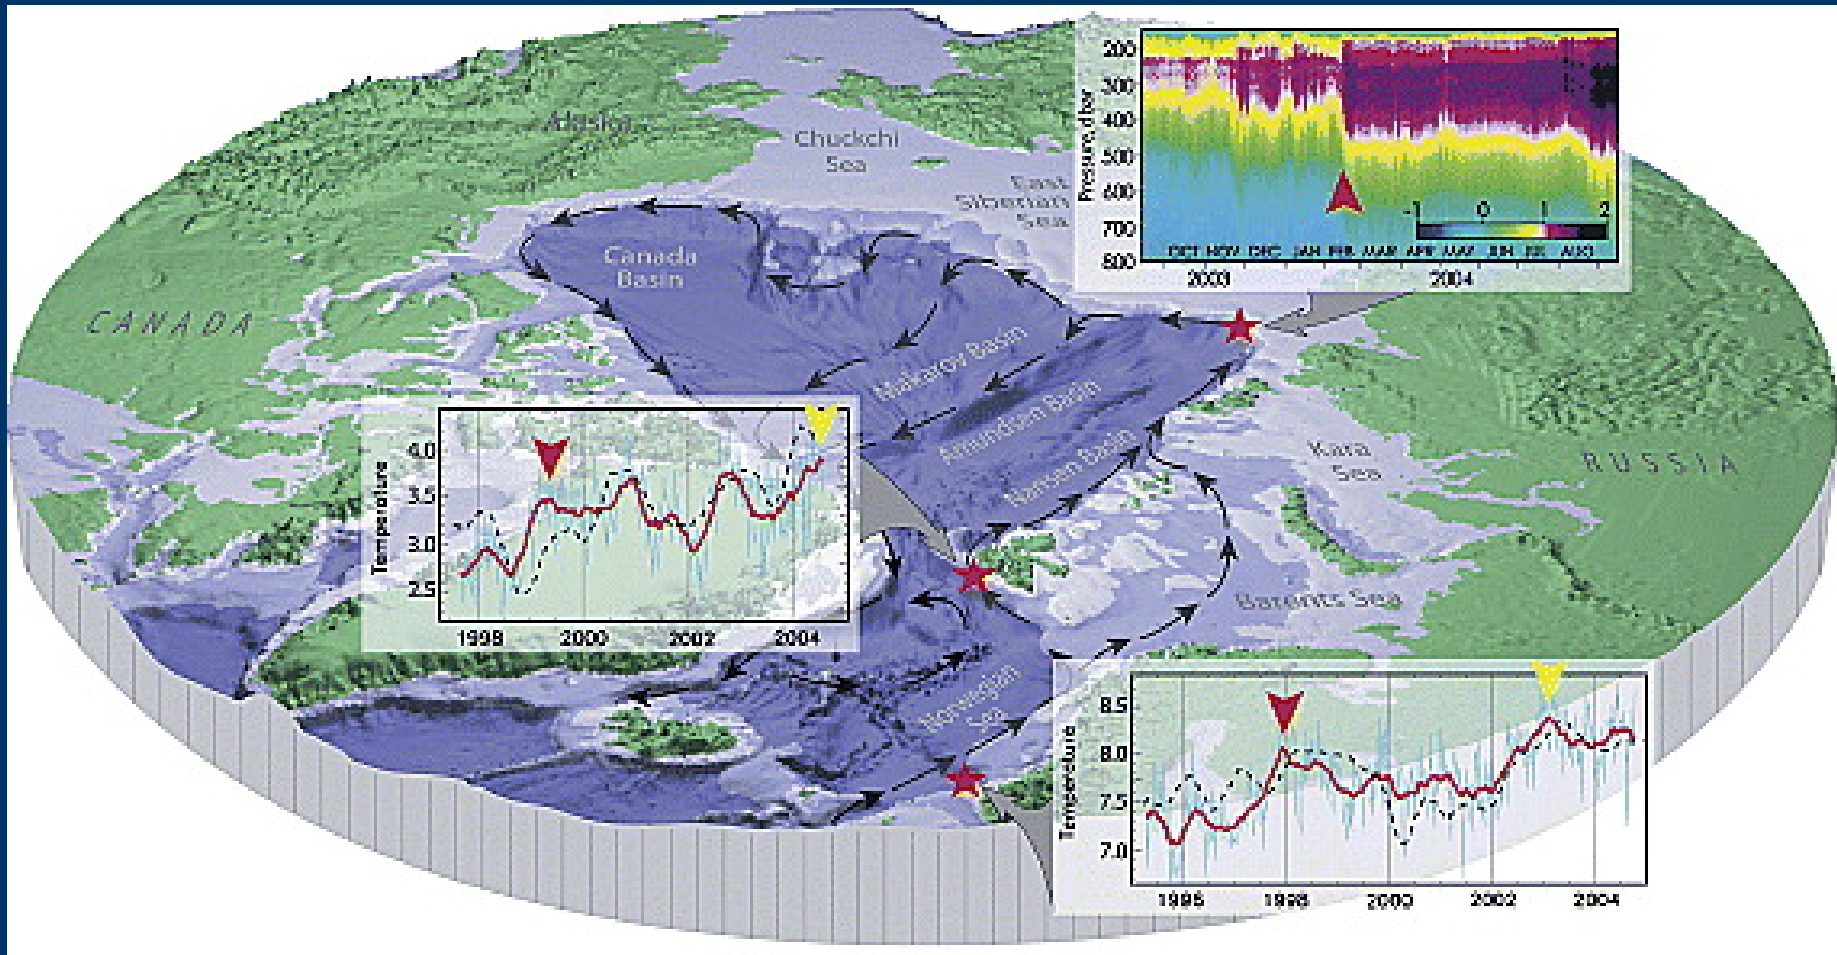 Alaska
Chuckchi
Sea
East
Siberian
Sea
Canada
Basin
CANADA
Makarov Basin
Amundsen Basin
Nansen Basin
Kara
Sea
RUSSIA
Barents Sea
Norwegian
Sea
Pressure, dbar
200
300
400
500
600
700
800
-1 0 1 2
OCT NOV DEC JAN FEB MAR APR MAY JUN JUL AUG
2003 2004
Temperature
4.0
3.5
3.0
2.5
1998 2000 2002 2004
Temperature
8.5
8.0
7.5
7.0
1996 1998 2000 2002 2004